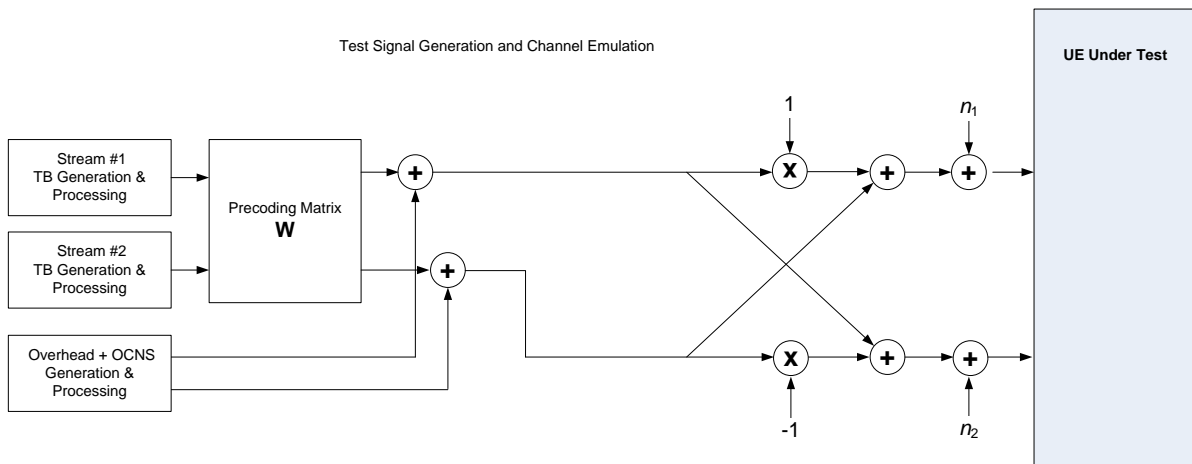 Test Signal Generation and Channel Emulation
UE Under Test
1
n1
Stream #1
TB Generation &
Processing
+
x
+
+
Precoding Matrix
W
Stream #2
TB Generation &
Processing
+
Overhead + OCNS
Generation &
Processing
x
+
+
-1
n2